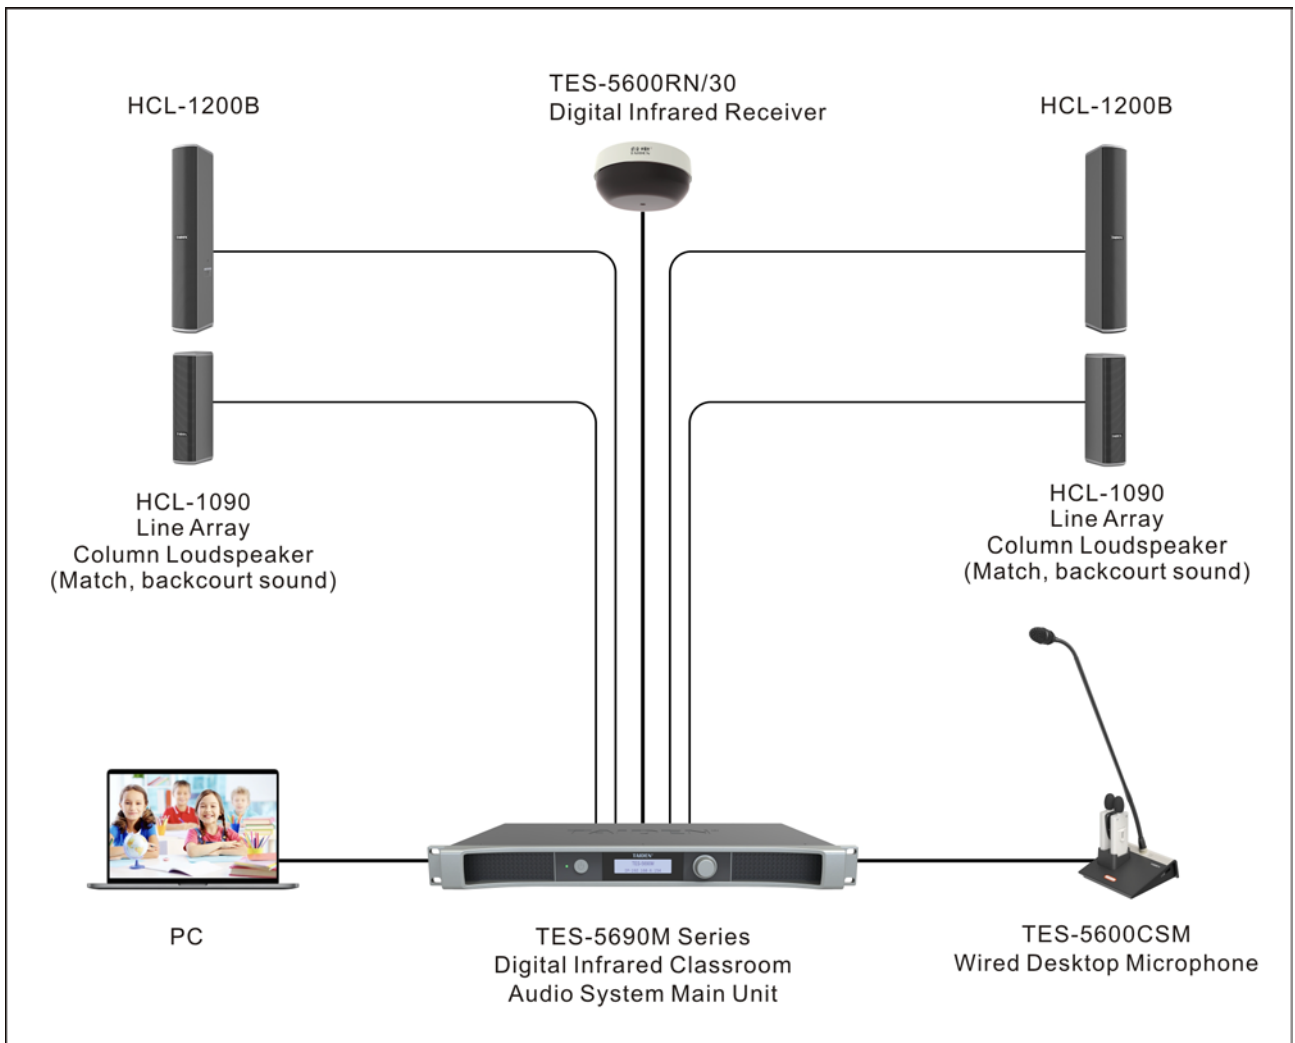 TES-5600RN/30
Digital Infrared Receiver
HCL-1200B
HCL-1200B
HCL-1090
Line Array
Column Loudspeaker
(Match, backcourt sound)
HCL-1090
Line Array
Column Loudspeaker
(Match, backcourt sound)
TAIDEN
PC
TES-5690M Series
Digital Infrared Classroom
Audio System Main Unit
TES-5600CSM
Wired Desktop Microphone